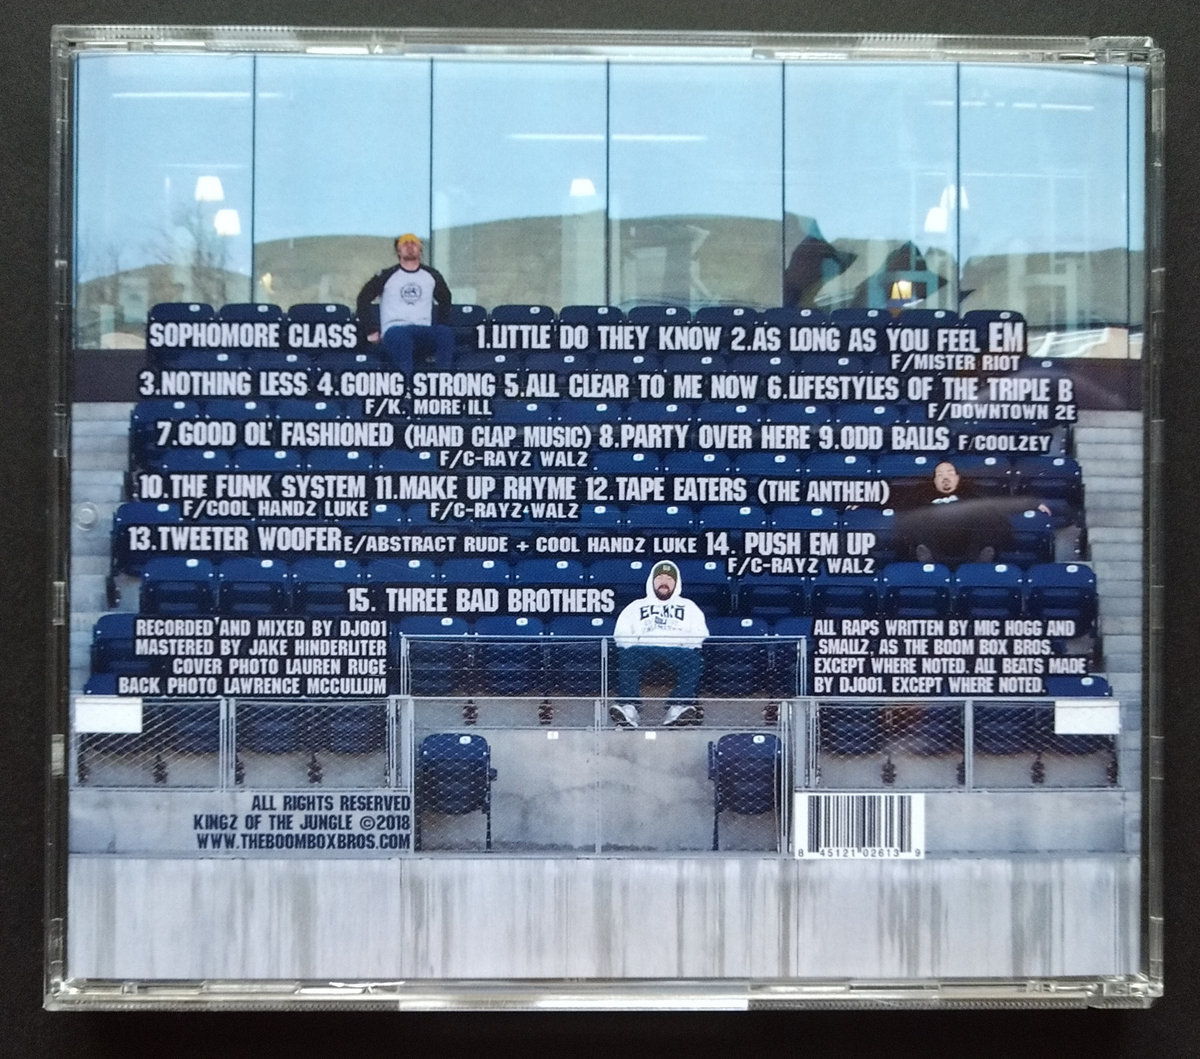 SOPHOMORE CLASS 1.LITTLE DO THEY KNOW 2.AS LONG AS YOU FEEL EM
F/MISTER RIOT
3.NOTHING LESS 4.GOING STRONG 5.ALL CLEAR TO ME NOW 6.LIFESTYLES OF THE TRIPLE B
F/K. MORE ILL F/DOWNTOWN 2E
7.GOOD OL' FASHIONED (HAND CLAP MUSIC) 8.PARTY OVER HERE 9.ODD BALLS F/COOLZEY
F/C-RAYZ WALZ
10.THE FUNK SYSTEM 11.MAKE UP RHYME 12.TAPE EATERS (THE ANTHEM)
F/COOL HANDZ LUKE F/C-RAYZ WALZ
13.TWEETER WOOFER F/ABSTRACT RUDE + COOL HANDZ LUKE 14. PUSH EM UP
F/C-RAYZ WALZ
15. THREE BAD BROTHERS
ELKO
RECORDED AND MIXED BY DJ001
MASTERED BY JAKE HINDERLITER
COVER PHOTO LAUREN RUGE
BACK PHOTO LAWRENCE MCCULLUM
ALL RAPS WRITTEN BY MIC HOGG AND
SMALLZ, AS THE BOOM BOX BROS.
EXCEPT WHERE NOTED. ALL BEATS MADE
BY DJ001. EXCEPT WHERE NOTED.
ALL RIGHTS RESERVED
KINGZ OF THE JUNGLE ©2018
WWW.THEBOOMBOXBROS.COM
8 45121 02613 9